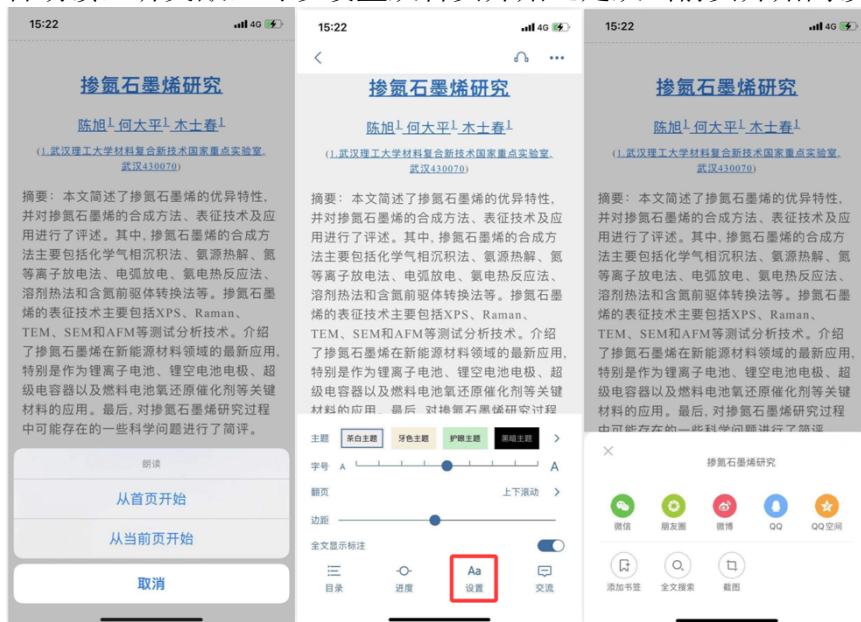 15:22
4G
掺氮石墨烯研究
陈旭1 何大平1 木士春1
(1.武汉理工大学材料复合新技术国家重点实验室,
武汉430070)
摘要: 本文简述了掺氮石墨烯的优异特性,
并对掺氮石墨烯的合成方法、表征技术及应
用进行了评述。其中, 掺氮石墨烯的合成方
法主要包括化学气相沉积法、氨源热解、氮
等离子放电法、电弧放电、氨电热反应法、
溶剂热法和含氮前驱体转换法等。掺氮石墨
烯的表征技术主要包括XPS、Raman、
TEM、SEM和AFM等测试分析技术。介绍
了掺氮石墨烯在新能源材料领域的最新应用,
特别是作为锂离子电池、锂空电池电极、超
级电容器以及燃料电池氧还原催化剂等关键
材料的应用。最后, 对掺氮石墨烯研究过程
中可能存在的一些科学问题进行了简评。
朗读
从首页开始
从当前页开始
取消
15:22
4G
掺氮石墨烯研究
陈旭1 何大平1 木士春1
(1.武汉理工大学材料复合新技术国家重点实验室,
武汉430070)
摘要: 本文简述了掺氮石墨烯的优异特性,
并对掺氮石墨烯的合成方法、表征技术及应
用进行了评述。其中, 掺氮石墨烯的合成方
法主要包括化学气相沉积法、氨源热解、氮
等离子放电法、电弧放电、氨电热反应法、
溶剂热法和含氮前驱体转换法等。掺氮石墨
烯的表征技术主要包括XPS、Raman、
TEM、SEM和AFM等测试分析技术。介绍
了掺氮石墨烯在新能源材料领域的最新应用,
特别是作为锂离子电池、锂空电池电极、超
级电容器以及燃料电池氧还原催化剂等关键
材料的应用。最后, 对掺氮石墨烯研究过程
主题 茶白主题 牙色主题 护眼主题 黑暗主题
字号 A A
翻页 上下滚动
边距
全文显示标注
Aa
目录 进度 设置 交流
15:22
4G
掺氮石墨烯研究
陈旭1 何大平1 木士春1
(1.武汉理工大学材料复合新技术国家重点实验室,
武汉430070)
摘要: 本文简述了掺氮石墨烯的优异特性,
并对掺氮石墨烯的合成方法、表征技术及应
用进行了评述。其中, 掺氮石墨烯的合成方
法主要包括化学气相沉积法、氨源热解、氮
等离子放电法、电弧放电、氨电热反应法、
溶剂热法和含氮前驱体转换法等。掺氮石墨
烯的表征技术主要包括XPS、Raman、
TEM、SEM和AFM等测试分析技术。介绍
了掺氮石墨烯在新能源材料领域的最新应用,
特别是作为锂离子电池、锂空电池电极、超
级电容器以及燃料电池氧还原催化剂等关键
材料的应用。最后, 对掺氮石墨烯研究过程
中可能存在的一些科学问题进行了简评
掺氮石墨烯研究
微信 朋友圈 微博 QQ QQ空间
添加书签 全文搜索 截图